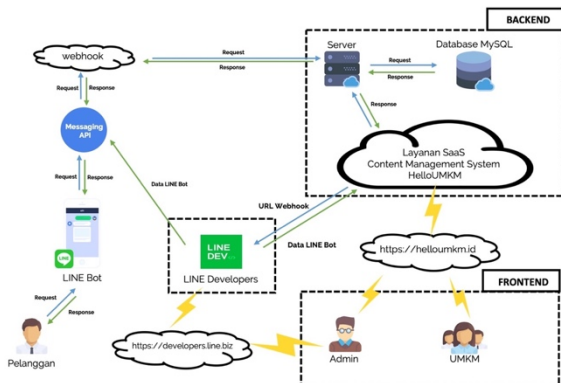 BACKEND
Server
Database MySQL
Request
Response
webhook
Request
Response
Request
Response
Response
Messaging
API
Layanan SaaS
Content Management System
HelloUMKM
Request
Response
Data LINE Bot
URL Webhook
Data LINE Bot
LINE
DEV
LINE Developers
LINE
LINE Bot
https://helloumkm.id
FRONTEND
Request
Response
Pelanggan
https://developers.line.biz
Admin
UMKM